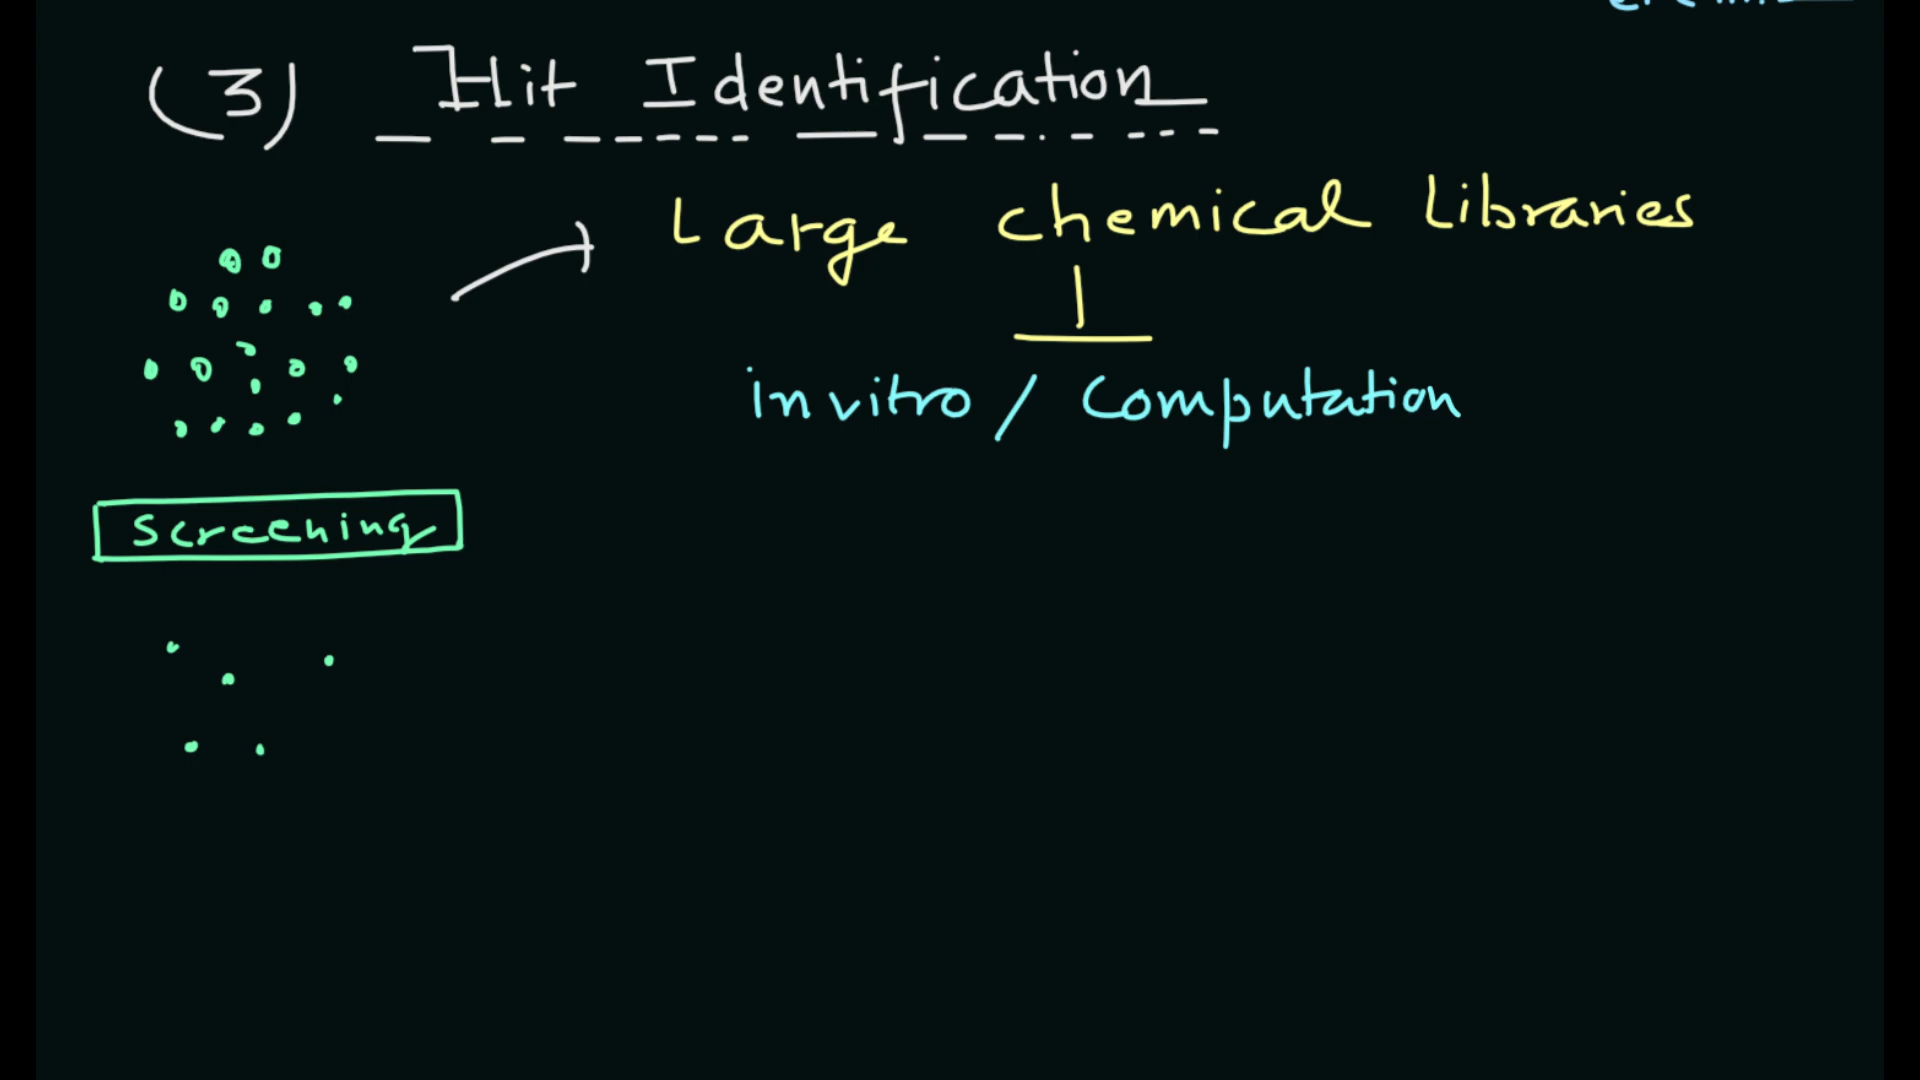 (3) Hit Identification
Large chemical Libraries
invitro / Computation
Screening